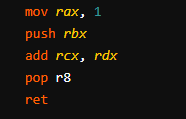 mov rax, 1
push rbx
add rcx, rdx
pop r8
ret